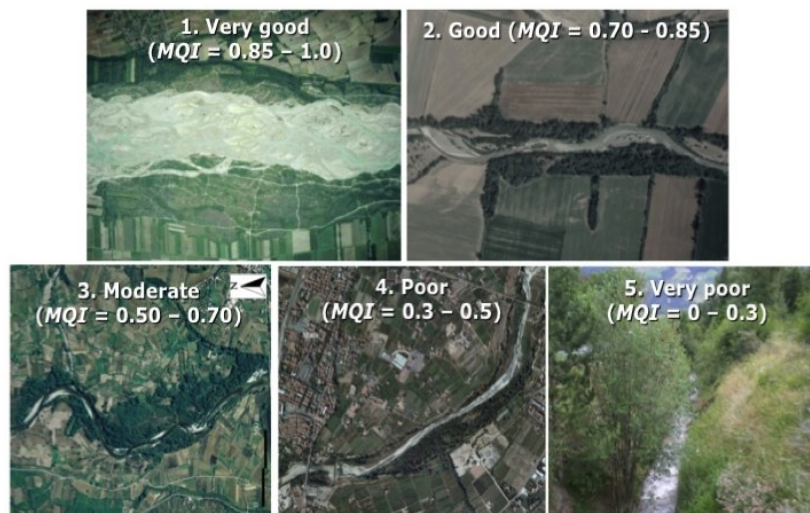 1. Very good
(MQI = 0.85 – 1.0)
2. Good (MQI = 0.70 - 0.85)
3. Moderate
(MQI = 0.50 – 0.70)
Z
4. Poor
(MQI = 0.3 – 0.5)
5. Very poor
(MQI = 0 – 0.3)